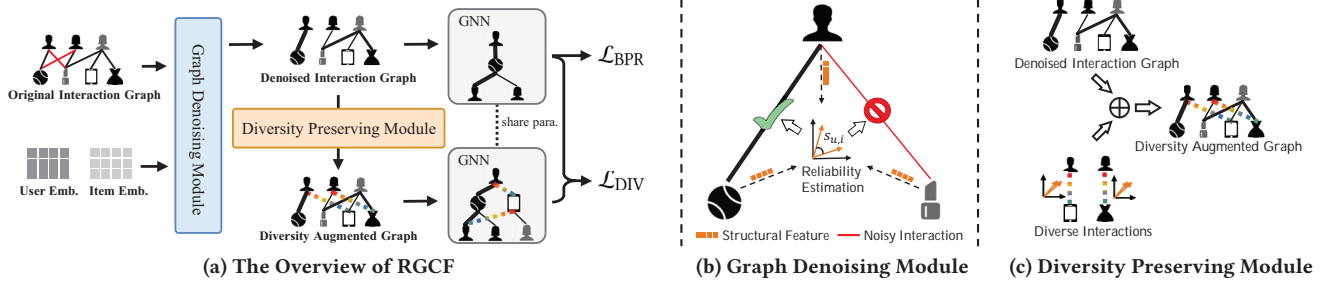 Original Interaction Graph
User Emb.
Item Emb.
Graph Denoising Module
Denoised Interaction Graph
Diversity Preserving Module
Diversity Augmented Graph
GNN
share para.
GNN
ℒBPR
ℒDIV
(a) The Overview of RGCF
s_{u,i}
Reliability
Estimation
Structural Feature
Noisy Interaction
(b) Graph Denoising Module
Denoised Interaction Graph
Diversity Augmented Graph
Diverse Interactions
(c) Diversity Preserving Module